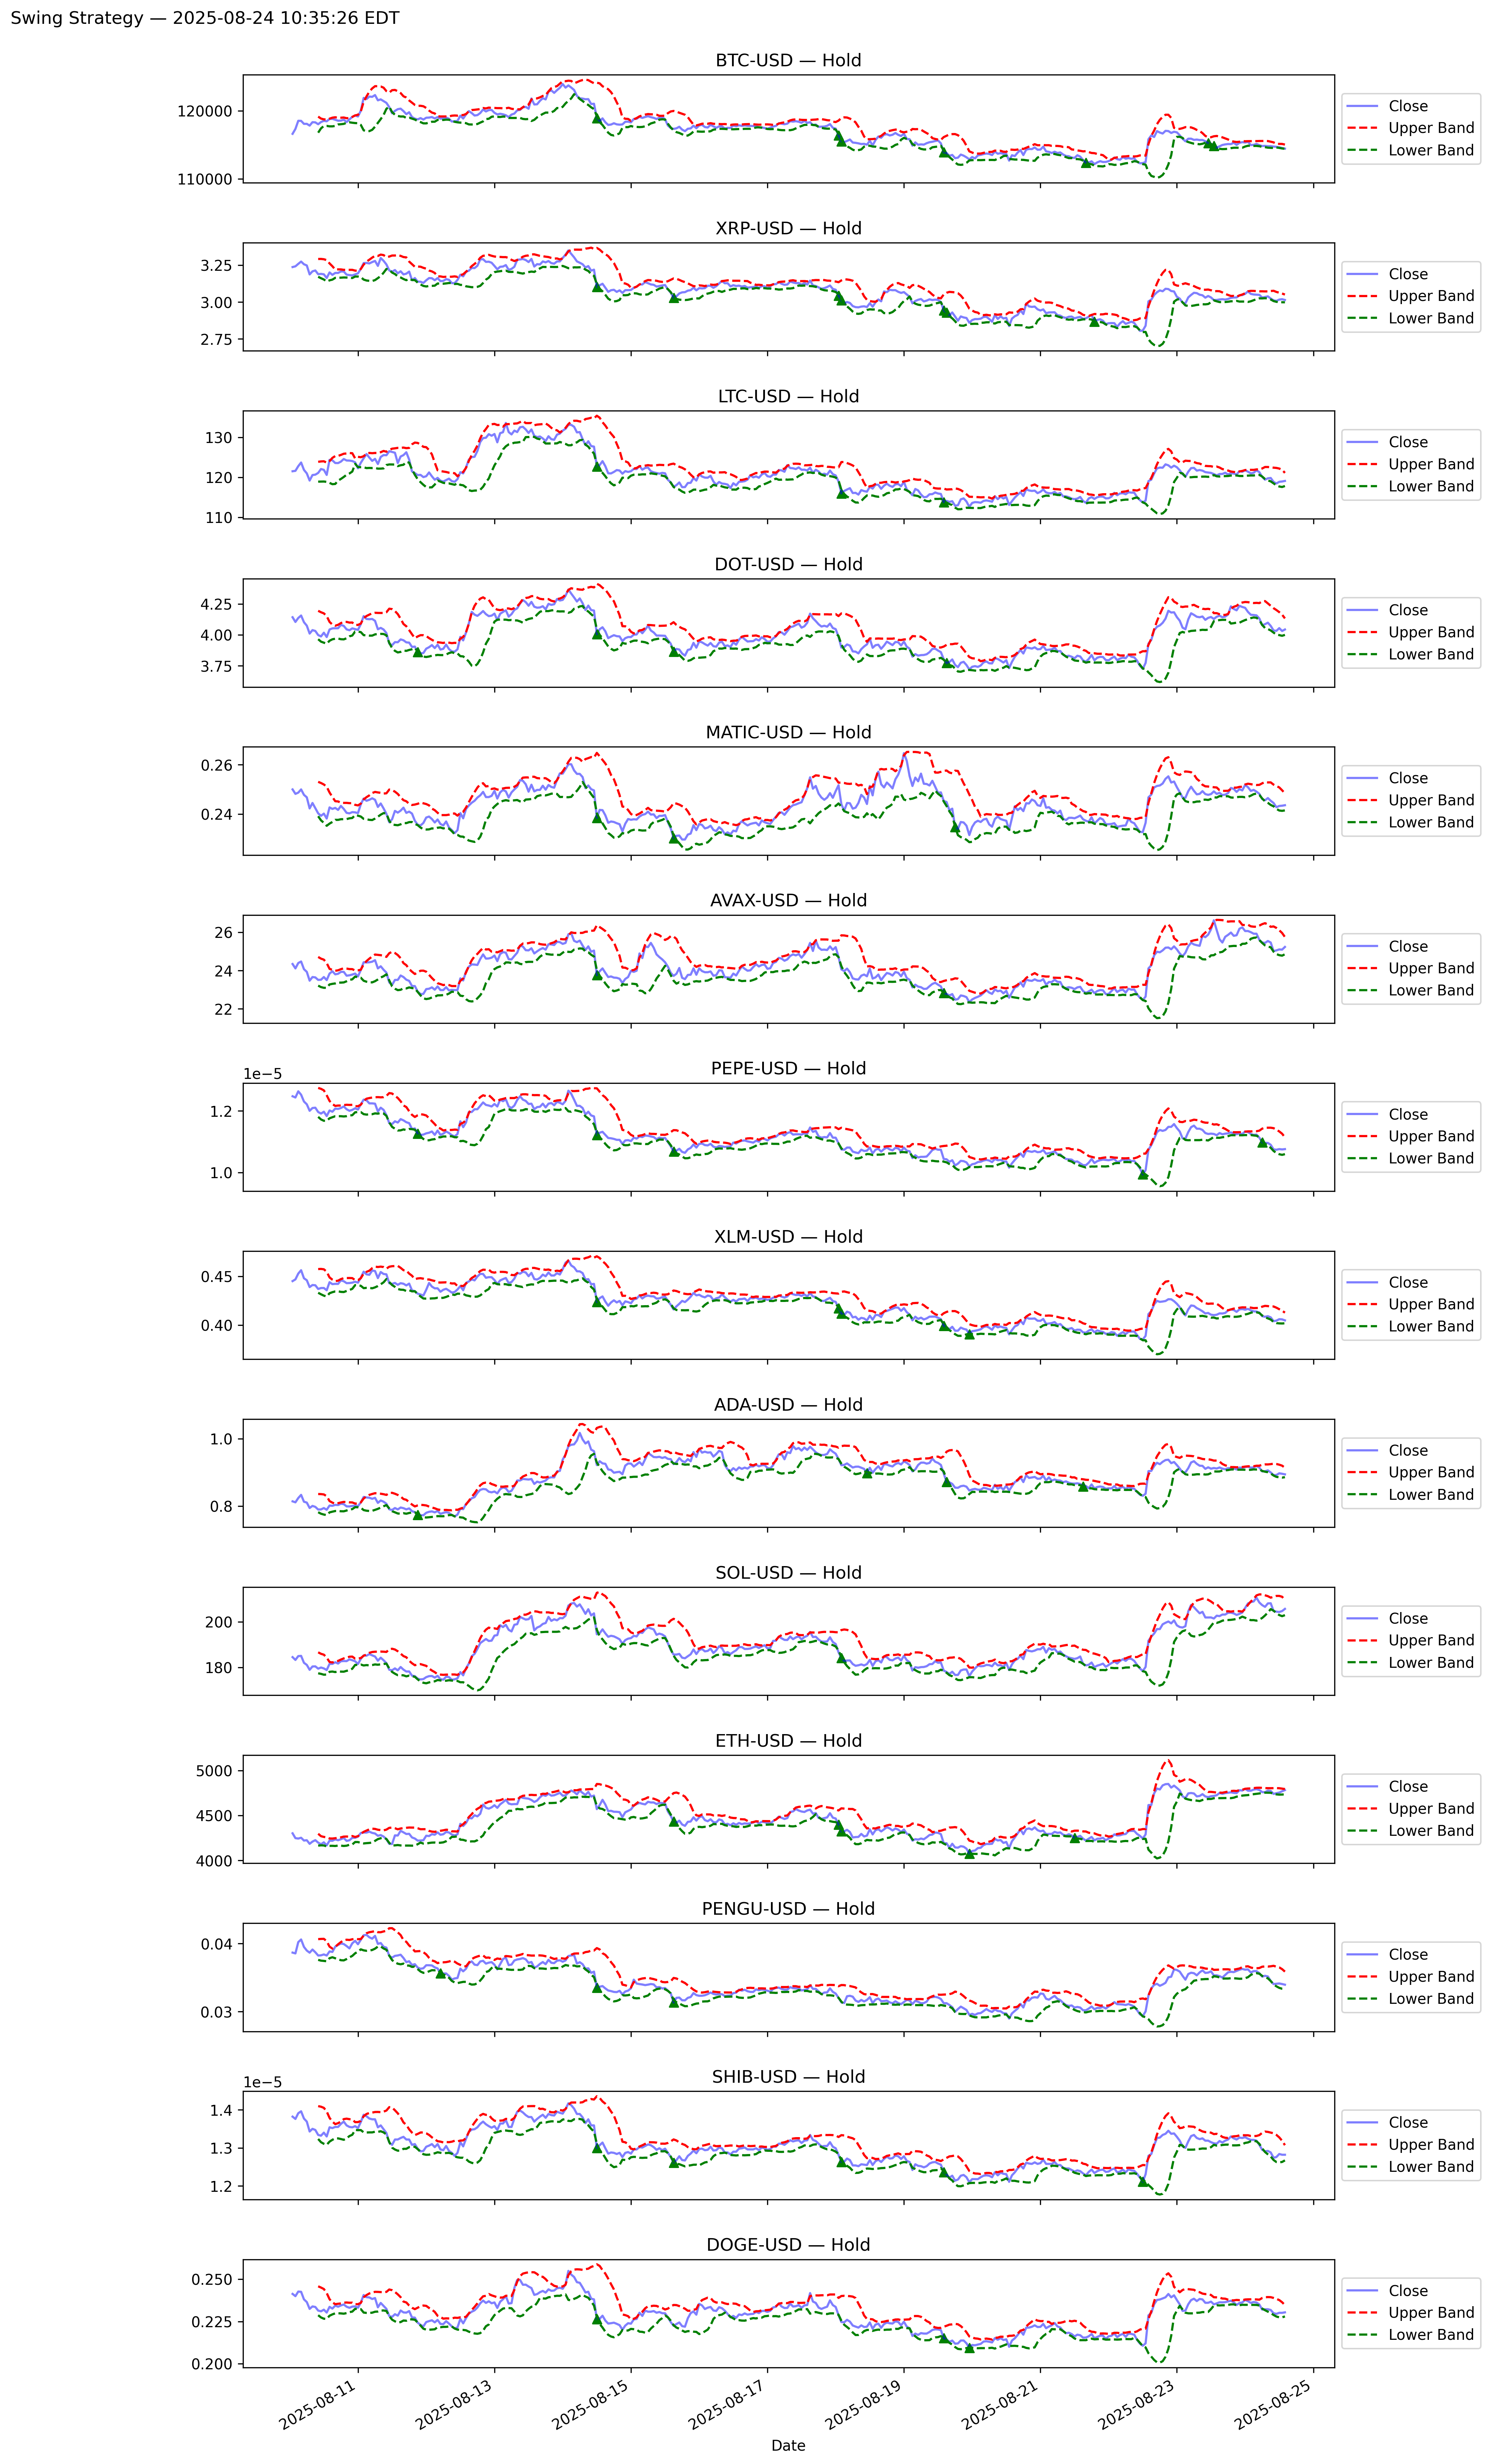 Swing Strategy — 2025-08-24 10:35:26 EDT
BTC-USD — Hold
120000
110000
Close
Upper Band
Lower Band
XRP-USD — Hold
3.25
3.00
2.75
Close
Upper Band
Lower Band
LTC-USD — Hold
130
120
110
Close
Upper Band
Lower Band
DOT-USD — Hold
4.25
4.00
3.75
Close
Upper Band
Lower Band
MATIC-USD — Hold
0.26
0.24
Close
Upper Band
Lower Band
AVAX-USD — Hold
26
24
22
Close
Upper Band
Lower Band
PEPE-USD — Hold
1e−5
1.2
1.0
Close
Upper Band
Lower Band
XLM-USD — Hold
0.45
0.40
Close
Upper Band
Lower Band
ADA-USD — Hold
1.0
0.8
Close
Upper Band
Lower Band
SOL-USD — Hold
200
180
Close
Upper Band
Lower Band
ETH-USD — Hold
5000
4500
4000
Close
Upper Band
Lower Band
PENGU-USD — Hold
0.04
0.03
Close
Upper Band
Lower Band
SHIB-USD — Hold
1e−5
1.4
1.3
1.2
Close
Upper Band
Lower Band
DOGE-USD — Hold
0.250
0.225
0.200
Close
Upper Band
Lower Band
2025-08-11
2025-08-13
2025-08-15
2025-08-17
2025-08-19
2025-08-21
2025-08-23
2025-08-25
Date